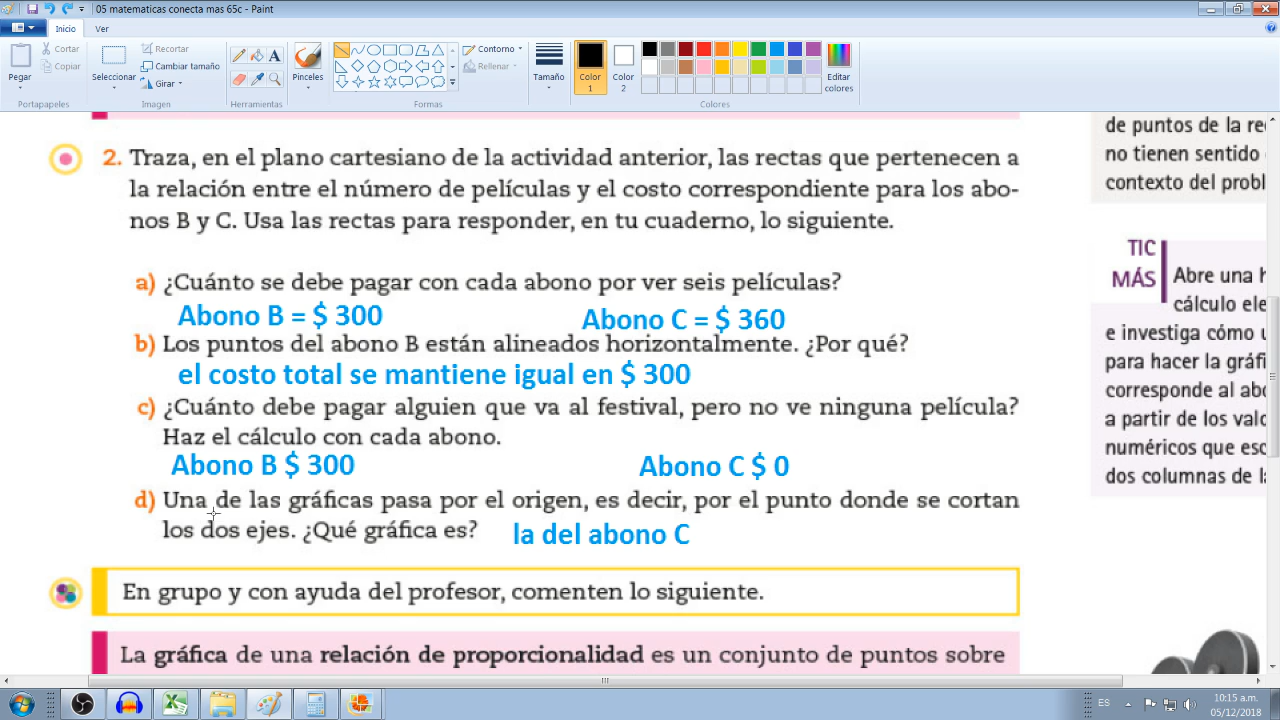 05 matematicas conecta mas 65c - Paint
Inicio Ver
Pegar Cortar Copiar
Seleccionar Recortar Cambiar tamaño Girar
Pinceles
Contorno Rellenar
Tamaño Color 1 Color 2 Editar colores
Portapapeles Imagen Herramientas Formas Colores
2. Traza, en el plano cartesiano de la actividad anterior, las rectas que pertenecen a
la relación entre el número de películas y el costo correspondiente para los abo-
nos B y C. Usa las rectas para responder, en tu cuaderno, lo siguiente.
a) ¿Cuánto se debe pagar con cada abono por ver seis películas?
Abono B = $ 300 Abono C = $ 360
b) Los puntos del abono B están alineados horizontalmente. ¿Por qué?
el costo total se mantiene igual en $ 300
c) ¿Cuánto debe pagar alguien que va al festival, pero no ve ninguna película?
Haz el cálculo con cada abono.
Abono B $ 300 Abono C $ 0
d) Una de las gráficas pasa por el origen, es decir, por el punto donde se cortan
los dos ejes. ¿Qué gráfica es? la del abono C
En grupo y con ayuda del profesor, comenten lo siguiente.
La gráfica de una relación de proporcionalidad es un conjunto de puntos sobre
de puntos de la re
no tienen sentido
contexto del probl
TIC
MÁS
Abre una h
cálculo ele
e investiga cómo
para hacer la gráfi
corresponde al abo
a partir de los valo
numéricos que esc
dos columnas de l
ES
10:15 a.m.
05/12/2018